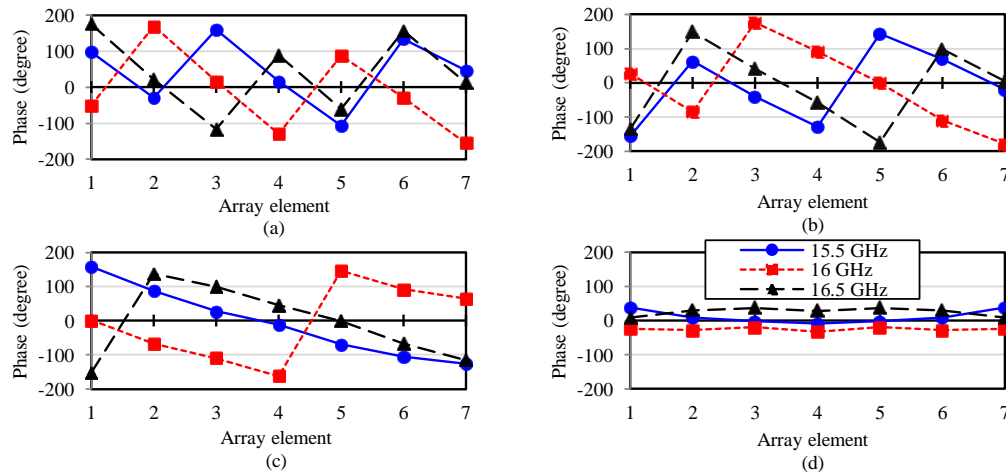 Phase (degree)
200
100
0
-100
-200
1 2 3 4 5 6 7
Array element
(a)
Phase (degree)
200
100
0
-100
-200
1 2 3 4 5 6 7
Array element
(b)
Phase (degree)
200
100
0
-100
-200
1 2 3 4 5 6 7
Array element
(c)
Phase (degree)
200
100
0
-100
-200
15.5 GHz
16 GHz
16.5 GHz
1 2 3 4 5 6 7
Array element
(d)